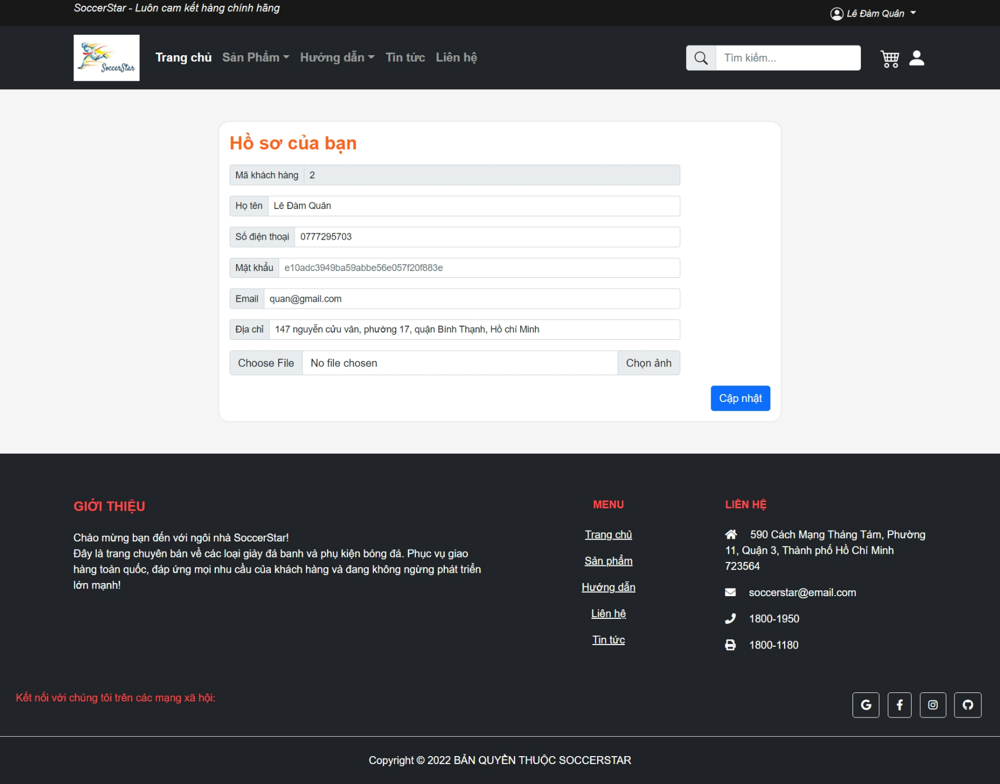 SoccerStar - Luôn cam kết hàng chính hãng
Lê Đàm Quân
SoccerStar
Trang chủ Sản Phẩm Hướng dẫn Tin tức Liên hệ
Tìm kiếm...
Hồ sơ của bạn
Mã khách hàng 2
Họ tên Lê Đàm Quân
Số điện thoại 0777295703
Mật khẩu e10adc3949ba59abbe56e057f20f883e
Email quan@gmail.com
Địa chỉ 147 nguyễn cửu vân, phường 17, quận Bình Thạnh, Hồ chí Minh
Choose File No file chosen Chọn ảnh
Cập nhật
GIỚI THIỆU
Chào mừng bạn đến với ngôi nhà SoccerStar!
Đây là trang chuyên bán về các loại giày đá banh và phụ kiện bóng đá. Phục vụ giao
hàng toàn quốc, đáp ứng mọi nhu cầu của khách hàng và đang không ngừng phát triển
lớn mạnh!
MENU
Trang chủ
Sản phẩm
Hướng dẫn
Liên hệ
Tin tức
LIÊN HỆ
590 Cách Mạng Tháng Tám, Phường
11, Quận 3, Thành phố Hồ Chí Minh
723564
soccerstar@email.com
1800-1950
1800-1180
Kết nối với chúng tôi trên các mạng xã hội:
Copyright © 2022 BẢN QUYỀN THUỘC SOCCERSTAR